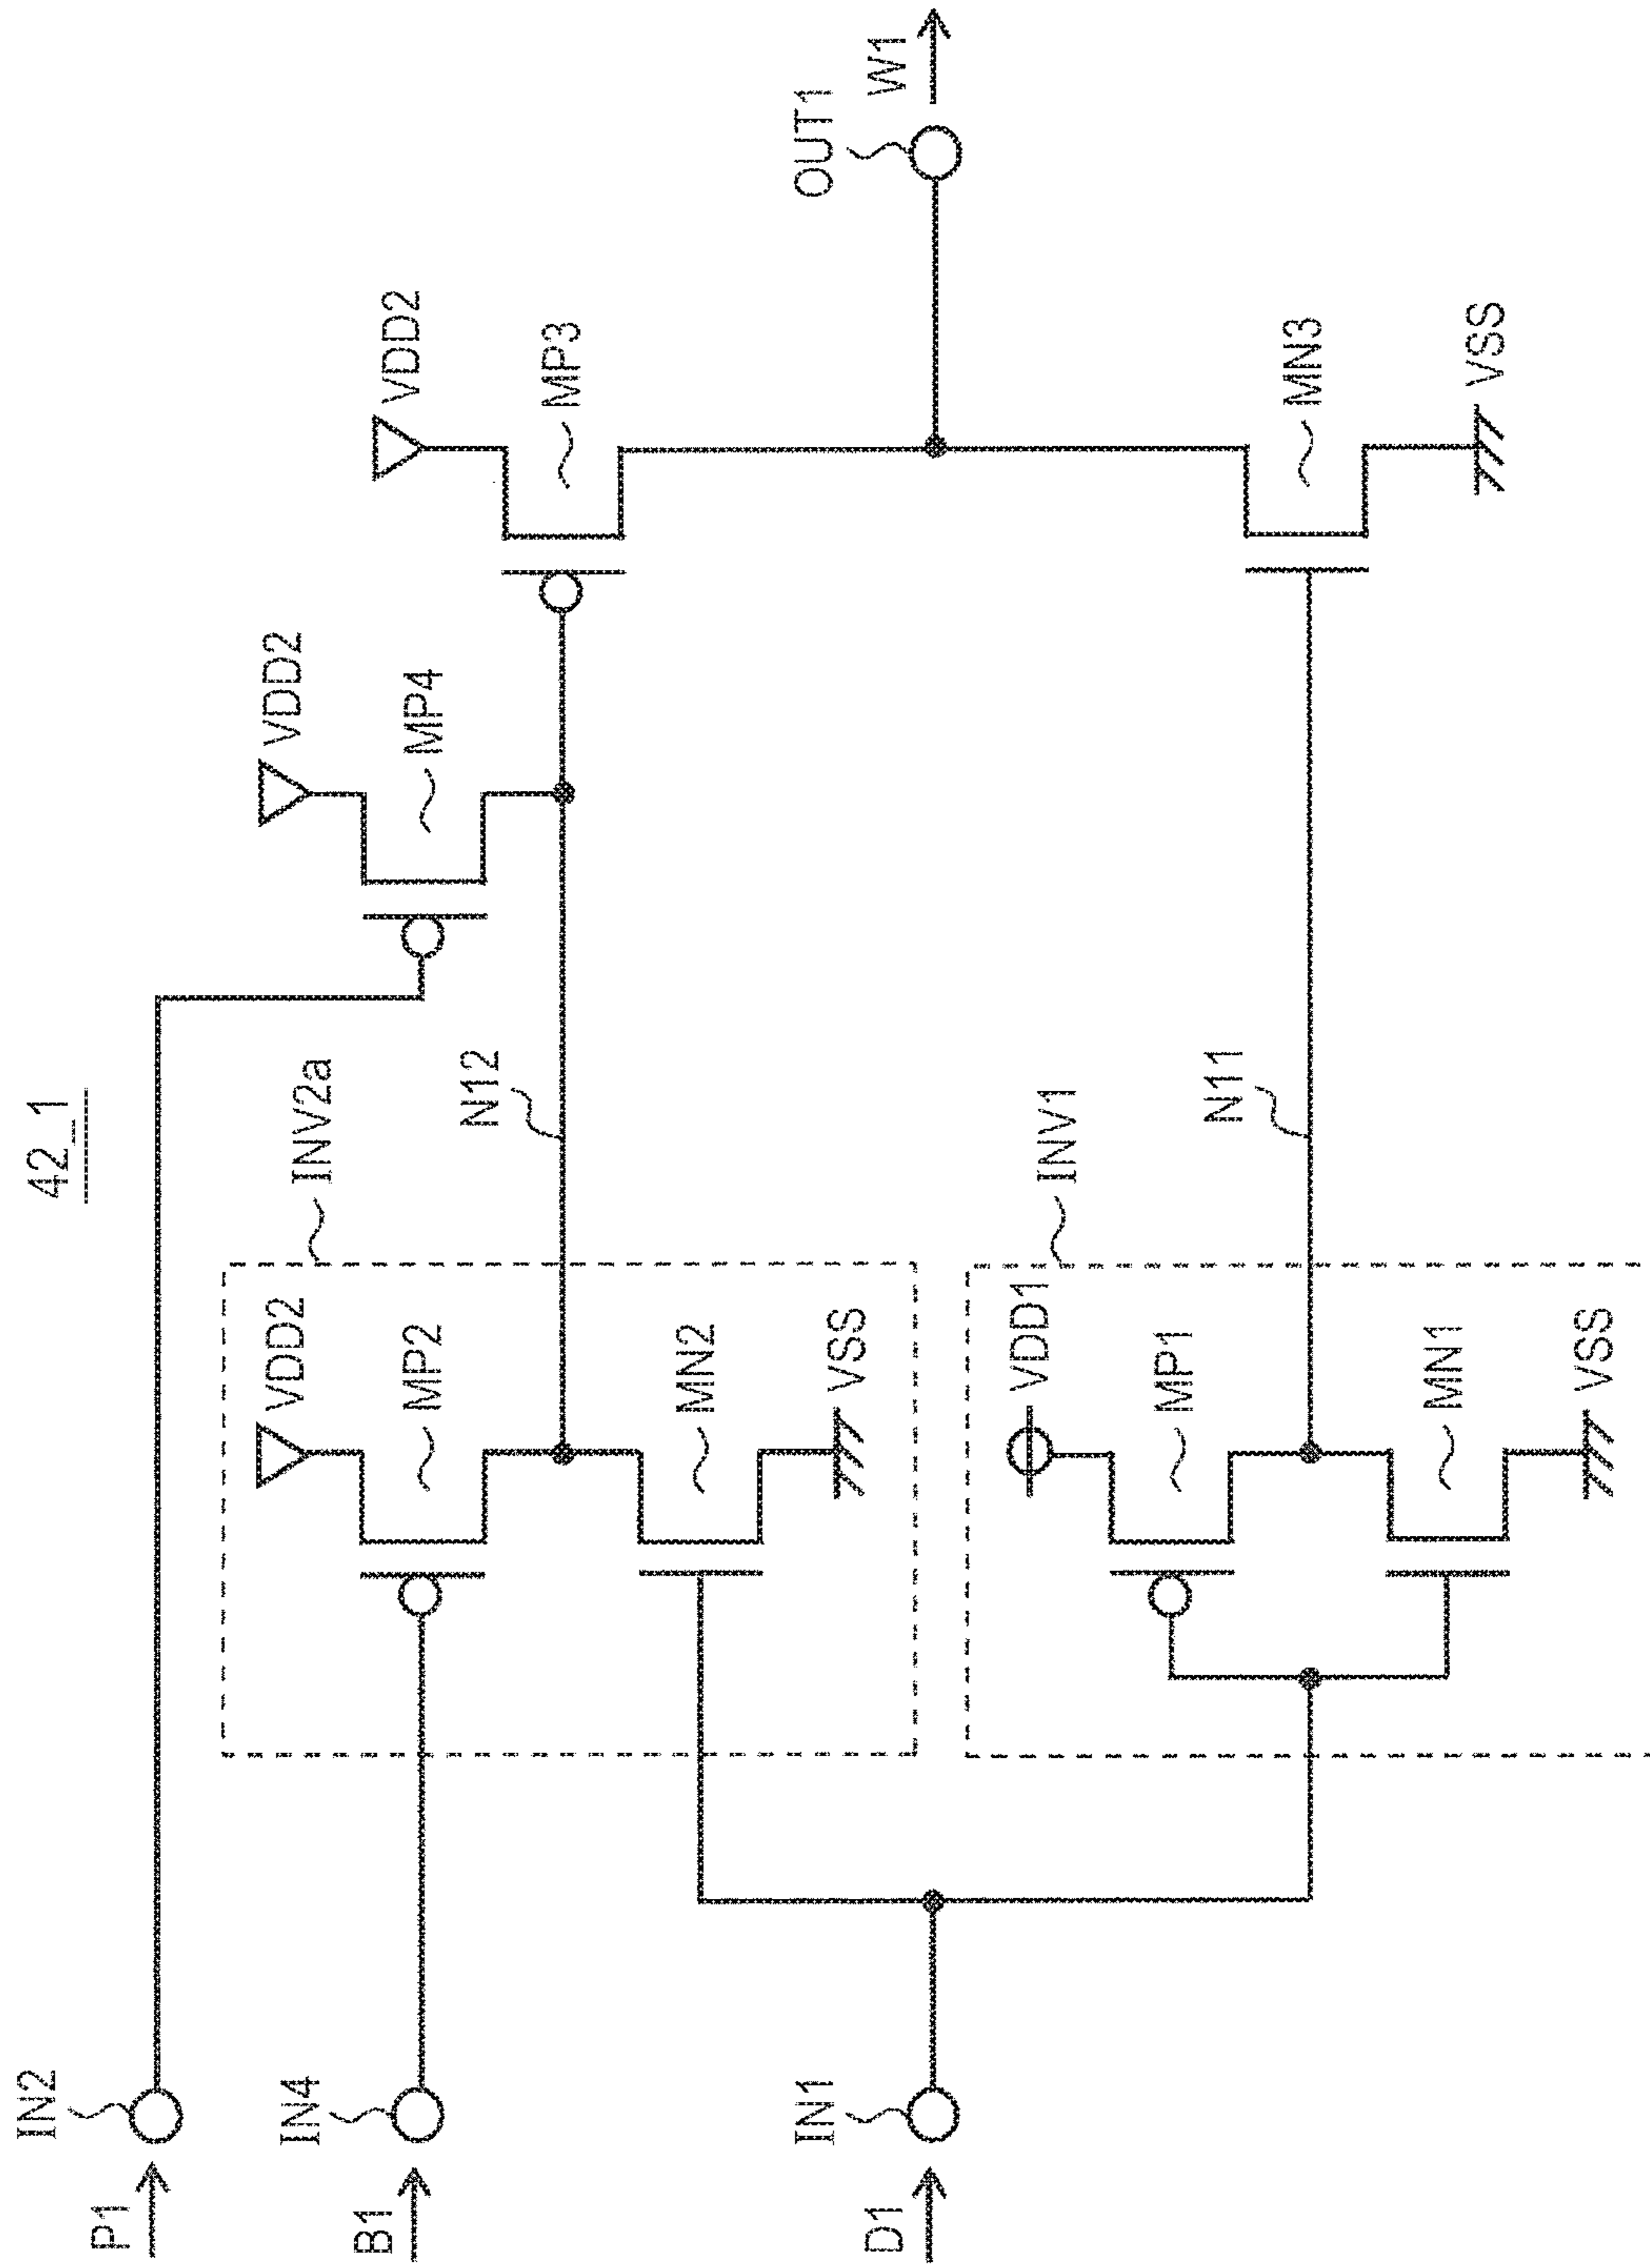 42_1
P1
IN2
B1
IN4
D1
IN1
INV2a
VDD2
MP2
MN2
VSS
N12
INV1
VDD1
MP1
MN1
VSS
N11
VDD2
MP4
VDD2
MP3
MN3
VSS
OUT1
W1